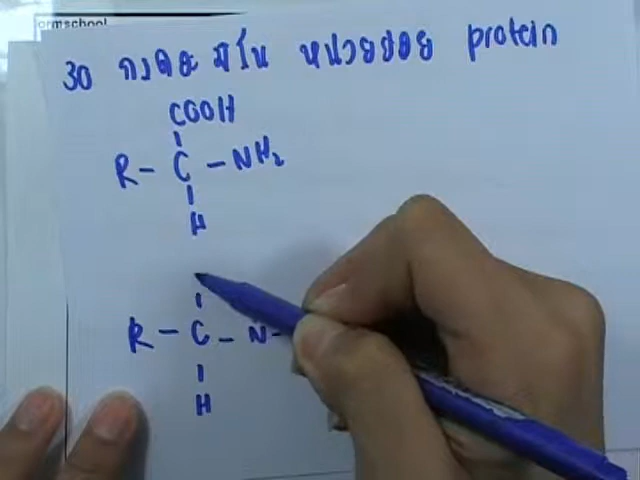 ormschool
30 กรดอะมิโน หน่วยย่อย protein
COOH
R - C - NH2
H
R - C - N -
H